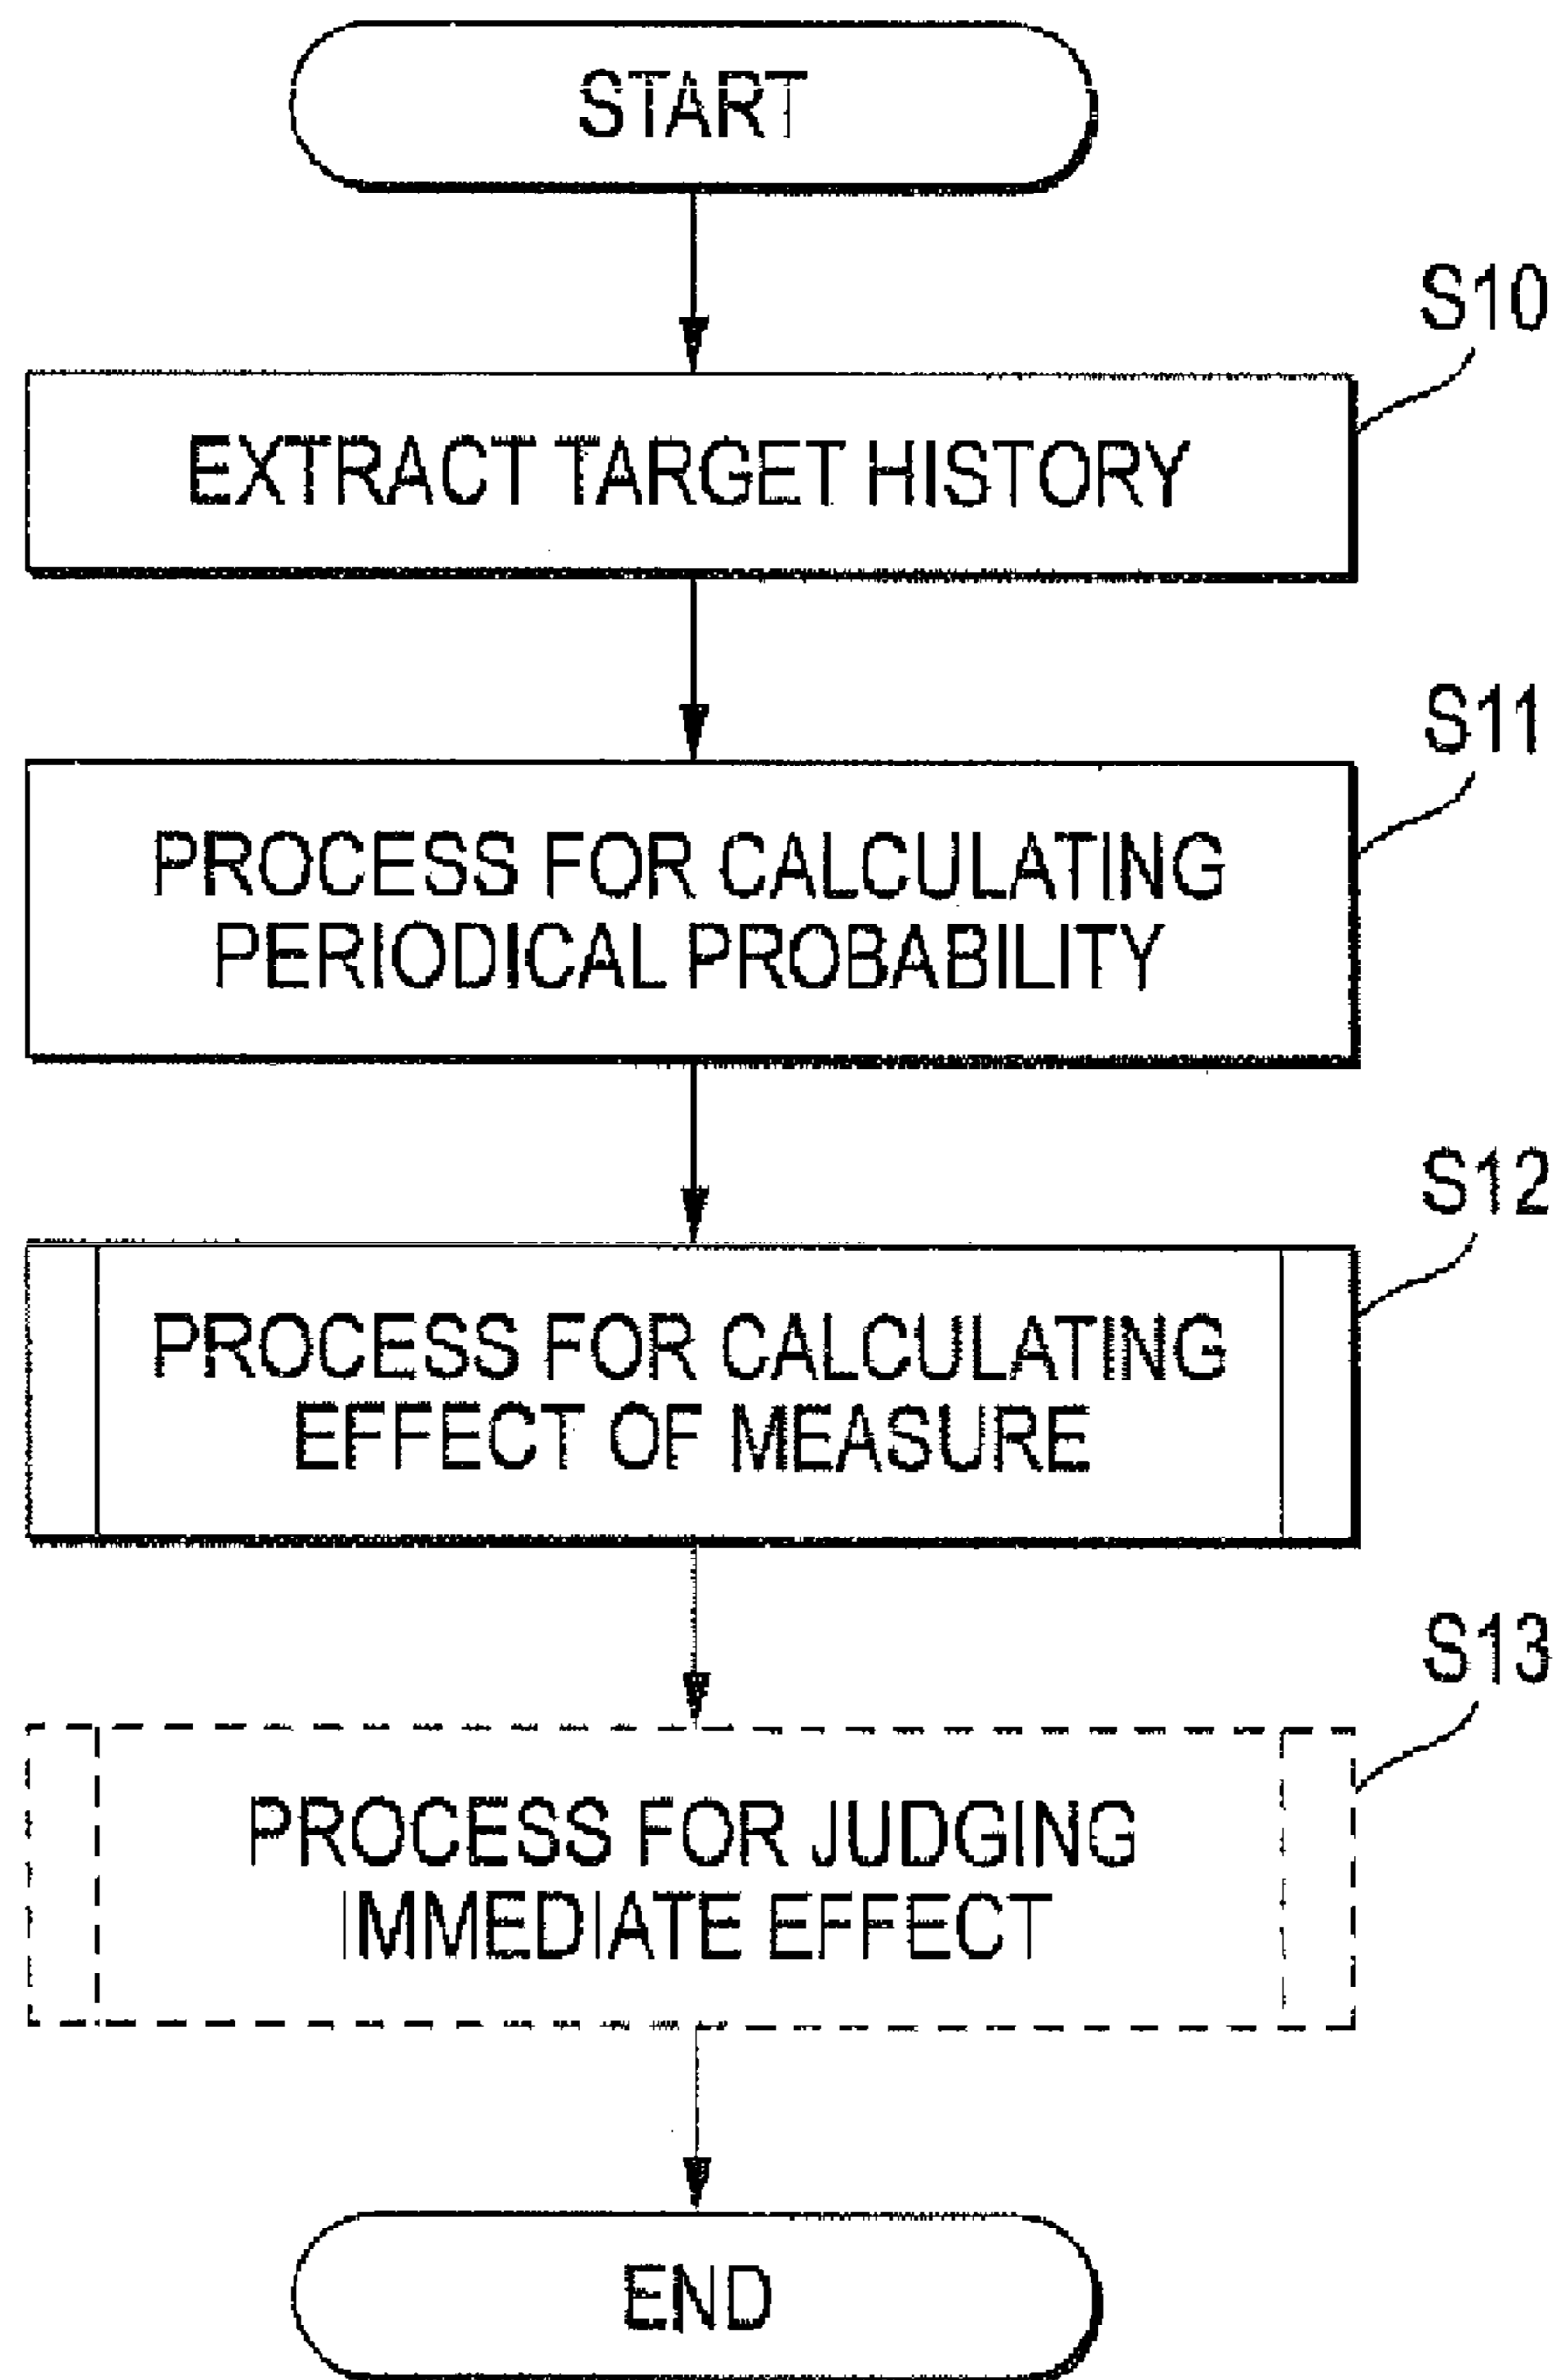 START
S10
EXTRACT TARGET HISTORY
S11
PROCESS FOR CALCULATING
PERIODICAL PROBABILITY
S12
PROCESS FOR CALCULATING
EFFECT OF MEASURE
S13
PROCESS FOR JUDGING
IMMEDIATE EFFECT
END